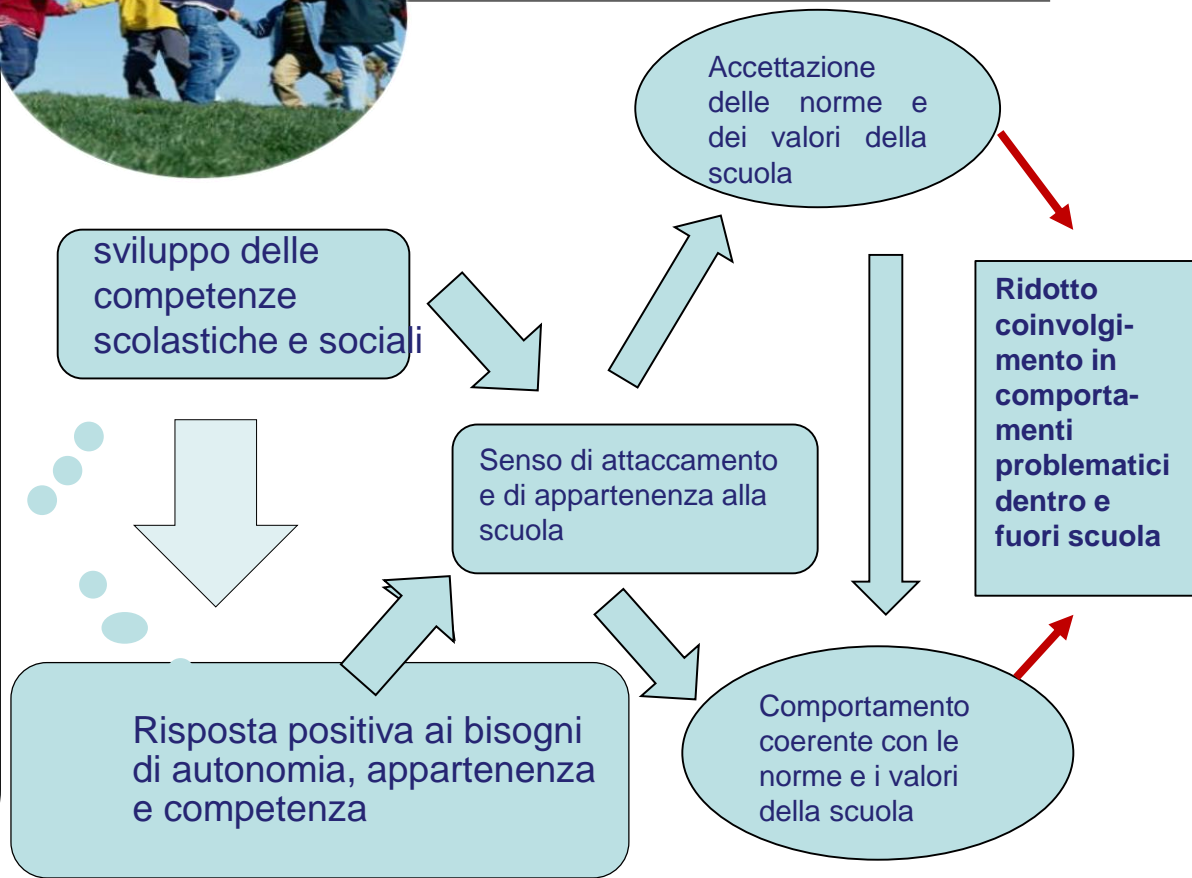 Accettazione
delle norme e
dei valori della
scuola
sviluppo delle
competenze
scolastiche e sociali
Ridotto
coinvolgi-
mento in
comporta-
menti
problematici
dentro e
fuori scuola
Senso di attaccamento
e di appartenenza alla
scuola
Risposta positiva ai bisogni
di autonomia, appartenenza
e competenza
Comportamento
coerente con le
norme e i valori
della scuola